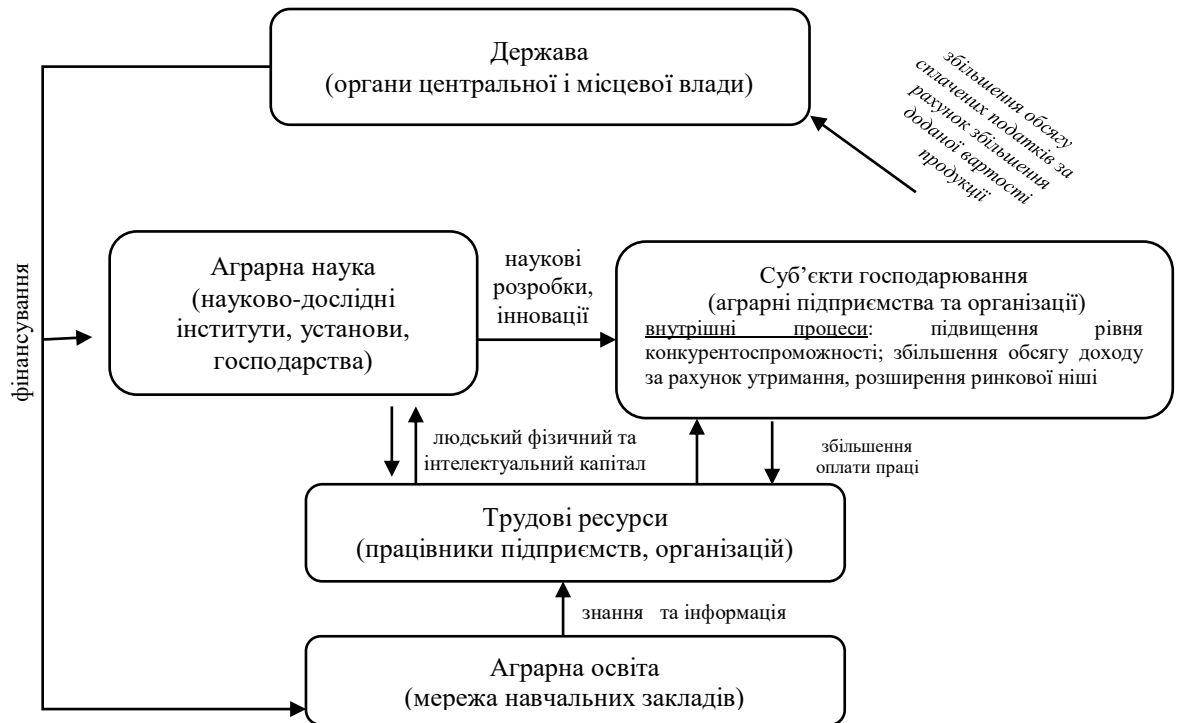 Держава
(органи центральної і місцевої влади)
збільшення обсягу
сплачених податків за
рахунок збільшення
доданої вартості
продукції
фінансування
Аграрна наука
(науково-дослідні
інститути, установи,
господарства)
наукові
розробки,
інновації
Суб’єкти господарювання
(аграрні підприємства та організації)
внутрішні процеси: підвищення рівня
конкурентоспроможності; збільшення обсягу доходу
за рахунок утримання, розширення ринкової ніші
людський фізичний та
інтелектуальний капітал
збільшення
оплати праці
Трудові ресурси
(працівники підприємств, організацій)
знання та інформація
Аграрна освіта
(мережа навчальних закладів)